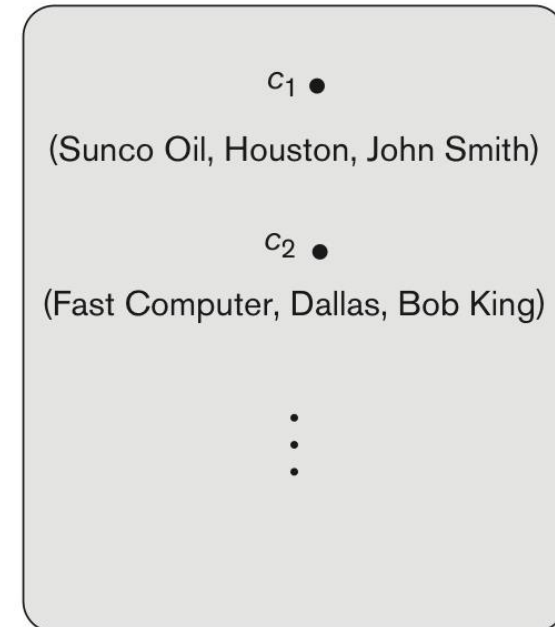 c₁ •
(Sunco Oil, Houston, John Smith)
c₂ •
(Fast Computer, Dallas, Bob King)